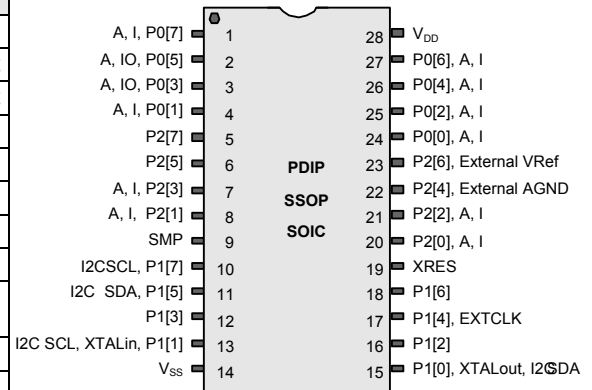 A, I, P0[7] 1
A, IO, P0[5] 2
A, IO, P0[3] 3
A, I, P0[1] 4
P2[7] 5
P2[5] 6
A, I, P2[3] 7
A, I, P2[1] 8
SMP 9
I2CSCL, P1[7] 10
I2C SDA, P1[5] 11
P1[3] 12
I2C SCL, XTALin, P1[1] 13
VSS 14
PDIP
SSOP
SOIC
28 VDD
27 P0[6], A, I
26 P0[4], A, I
25 P0[2], A, I
24 P0[0], A, I
23 P2[6], External VRef
22 P2[4], External AGND
21 P2[2], A, I
20 P2[0], A, I
19 XRES
18 P1[6]
17 P1[4], EXTCLK
16 P1[2]
15 P1[0], XTALout, I2CSDA